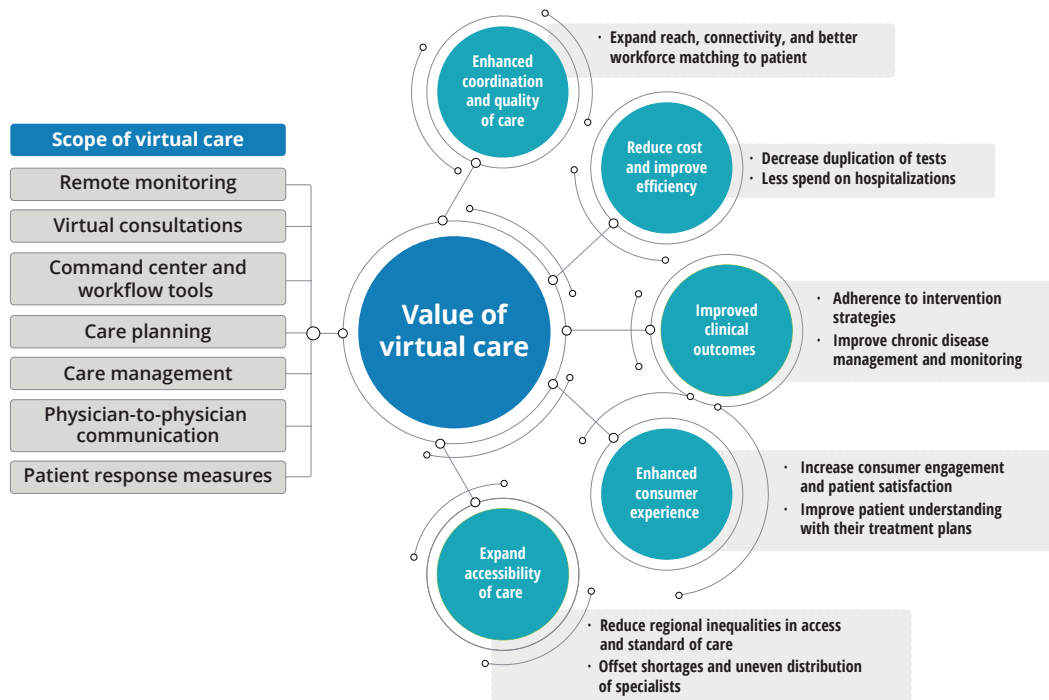 Scope of virtual care
Remote monitoring
Virtual consultations
Command center and
workflow tools
Care planning
Care management
Physician-to-physician
communication
Patient response measures
Value of
virtual care
Enhanced
coordination
and quality
of care
· Expand reach, connectivity, and better
workforce matching to patient
Reduce cost
and improve
efficiency
· Decrease duplication of tests
· Less spend on hospitalizations
Improved
clinical
outcomes
· Adherence to intervention
strategies
· Improve chronic disease
management and monitoring
Enhanced
consumer
experience
· Increase consumer engagement
and patient satisfaction
· Improve patient understanding
with their treatment plans
Expand
accessibility
of care
· Reduce regional inequalities in access
and standard of care
· Offset shortages and uneven distribution
of specialists